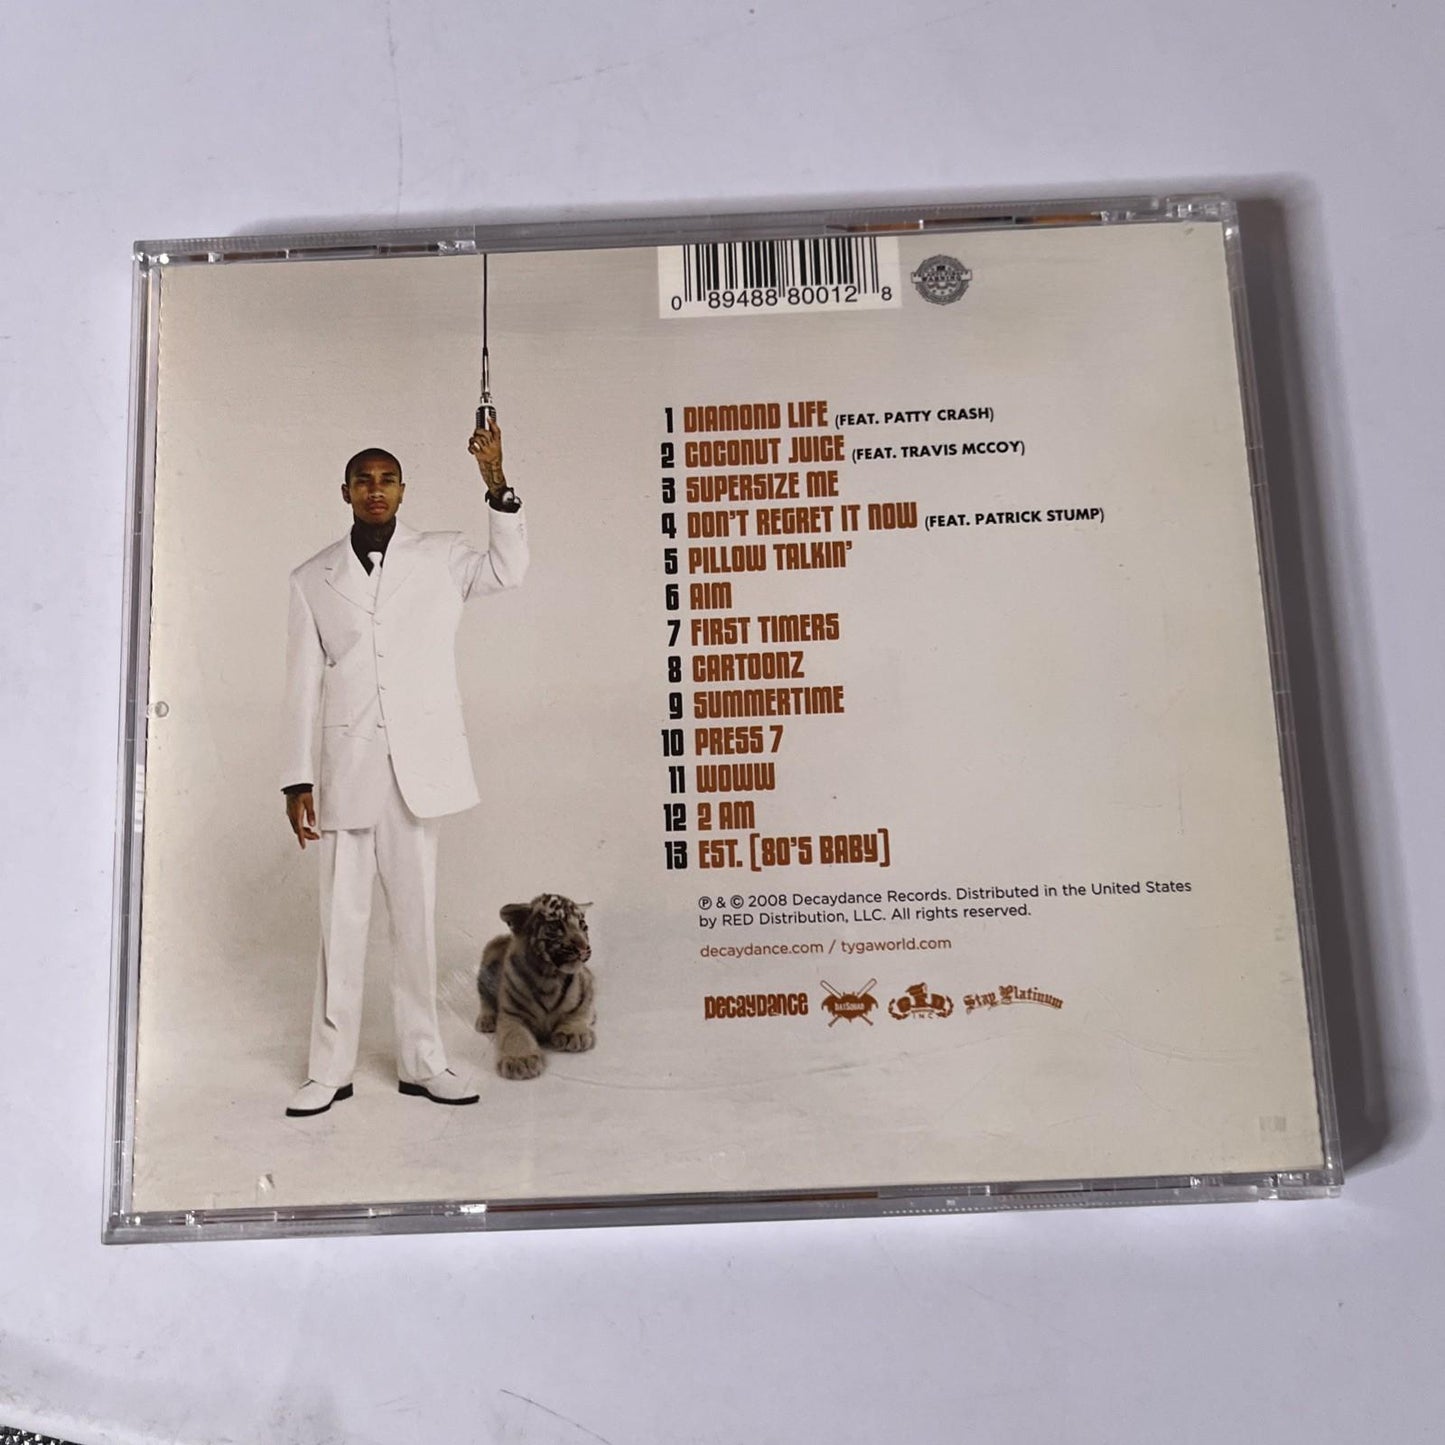 0 89488 80012 8
WARNING
1 DIAMOND LIFE (FEAT. PATTY CRASH)
2 COCONUT JUICE (FEAT. TRAVIS MCCOY)
3 SUPERSIZE ME
4 DON'T REGRET IT NOW (FEAT. PATRICK STUMP)
5 PILLOW TALKIN'
6 AIM
7 FIRST TIMERS
8 CARTOONZ
9 SUMMERTIME
10 PRESS 7
11 WOWW
12 2 AM
13 EST. [80'S BABY]
℗ & © 2008 Decaydance Records. Distributed in the United States
by RED Distribution, LLC. All rights reserved.
decaydance.com / tygaworld.com
DECAYDANCE
BATSQUAD
Stay Platinum